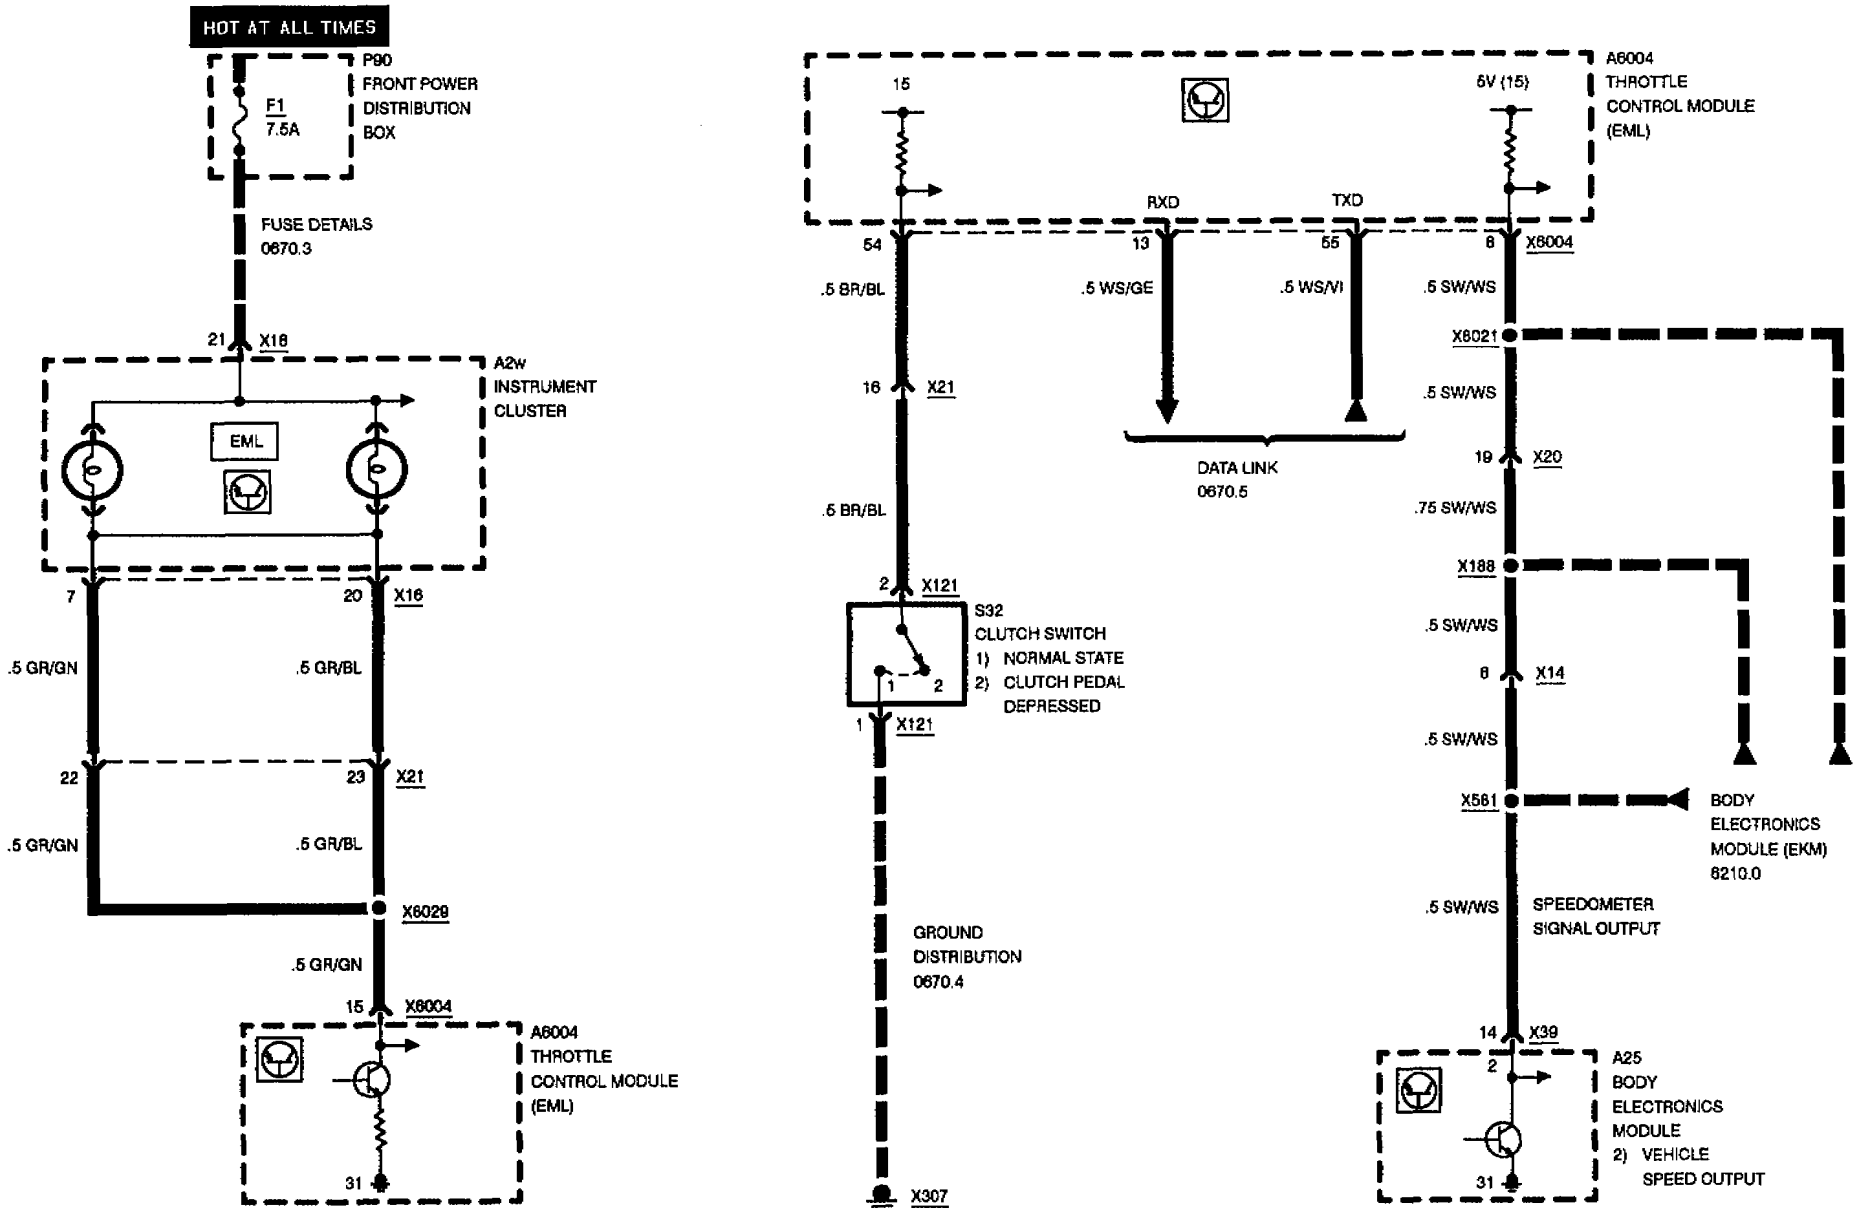 HOT AT ALL TIMES
P90
FRONT POWER
DISTRIBUTION
BOX
F1
7.5A
FUSE DETAILS
0670.3
21
X16
A2w
INSTRUMENT
CLUSTER
EML
7
20
X16
.5 GR/GN
.5 GR/BL
22
23
X21
.5 GR/GN
.5 GR/BL
X6029
.5 GR/GN
15
X6004
A6004
THROTTLE
CONTROL MODULE
(EML)
31
A6004
THROTTLE
CONTROL MODULE
(EML)
15
5V (15)
RXD
TXD
54
13
55
8
X6004
.5 BR/BL
.5 WS/GE
.5 WS/VI
.5 SW/WS
16
X21
DATA LINK
0670.5
.5 BR/BL
2
X121
S32
CLUTCH SWITCH
1) NORMAL STATE
2) CLUTCH PEDAL
DEPRESSED
1
2
1
X121
GROUND
DISTRIBUTION
0670.4
X307
X6021
.5 SW/WS
19
X20
.75 SW/WS
X188
.5 SW/WS
6
X14
.5 SW/WS
X581
BODY
ELECTRONICS
MODULE (EKM)
6210.0
.5 SW/WS
SPEEDOMETER
SIGNAL OUTPUT
14
X39
2
A25
BODY
ELECTRONICS
MODULE
2) VEHICLE
SPEED OUTPUT
31